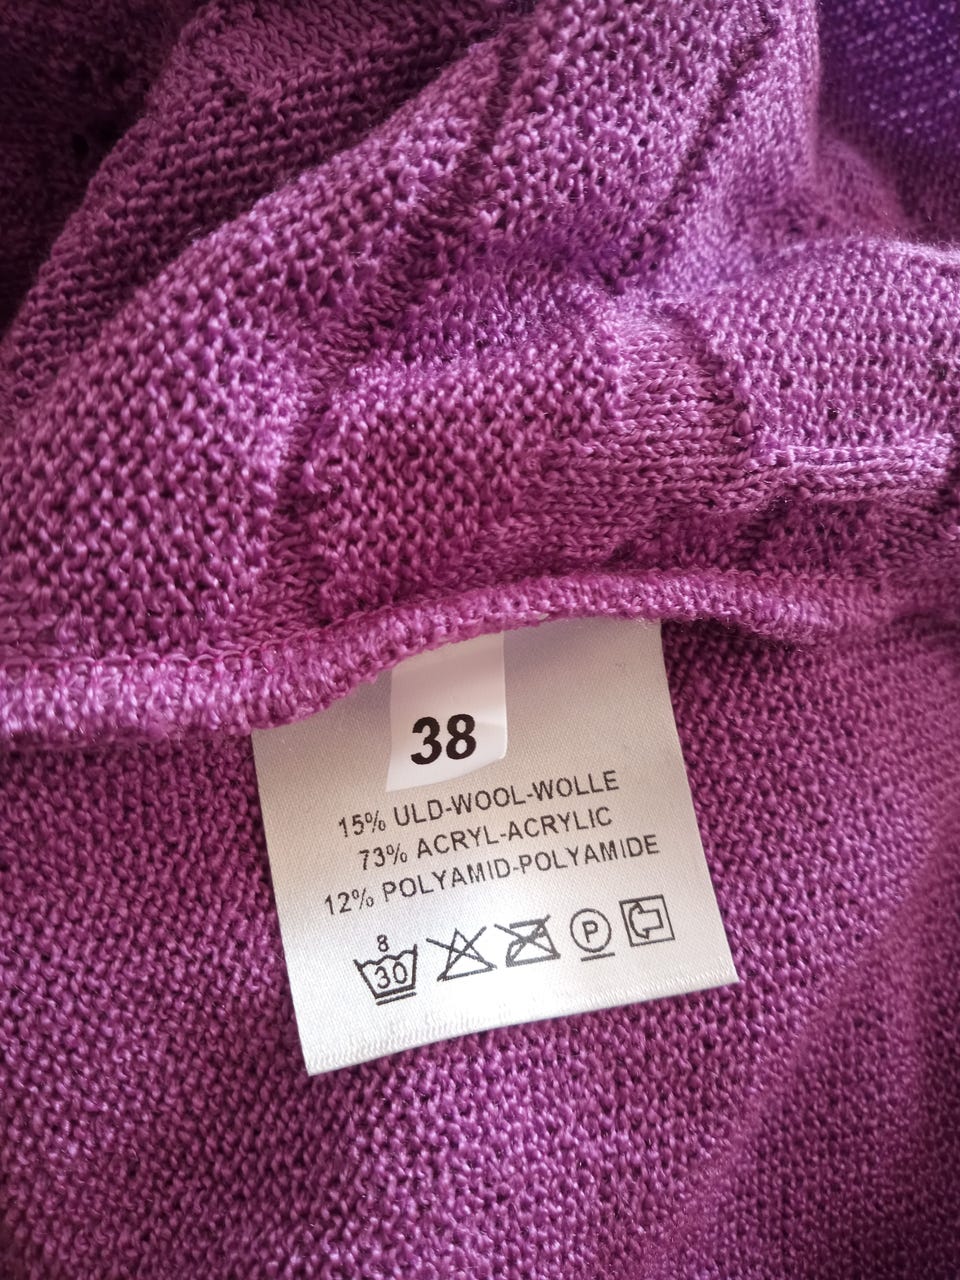 38
15% ULD-WOOL-WOLLE
73% ACRYL-ACRYLIC
12% POLYAMID-POLYAMIDE
8
30 P